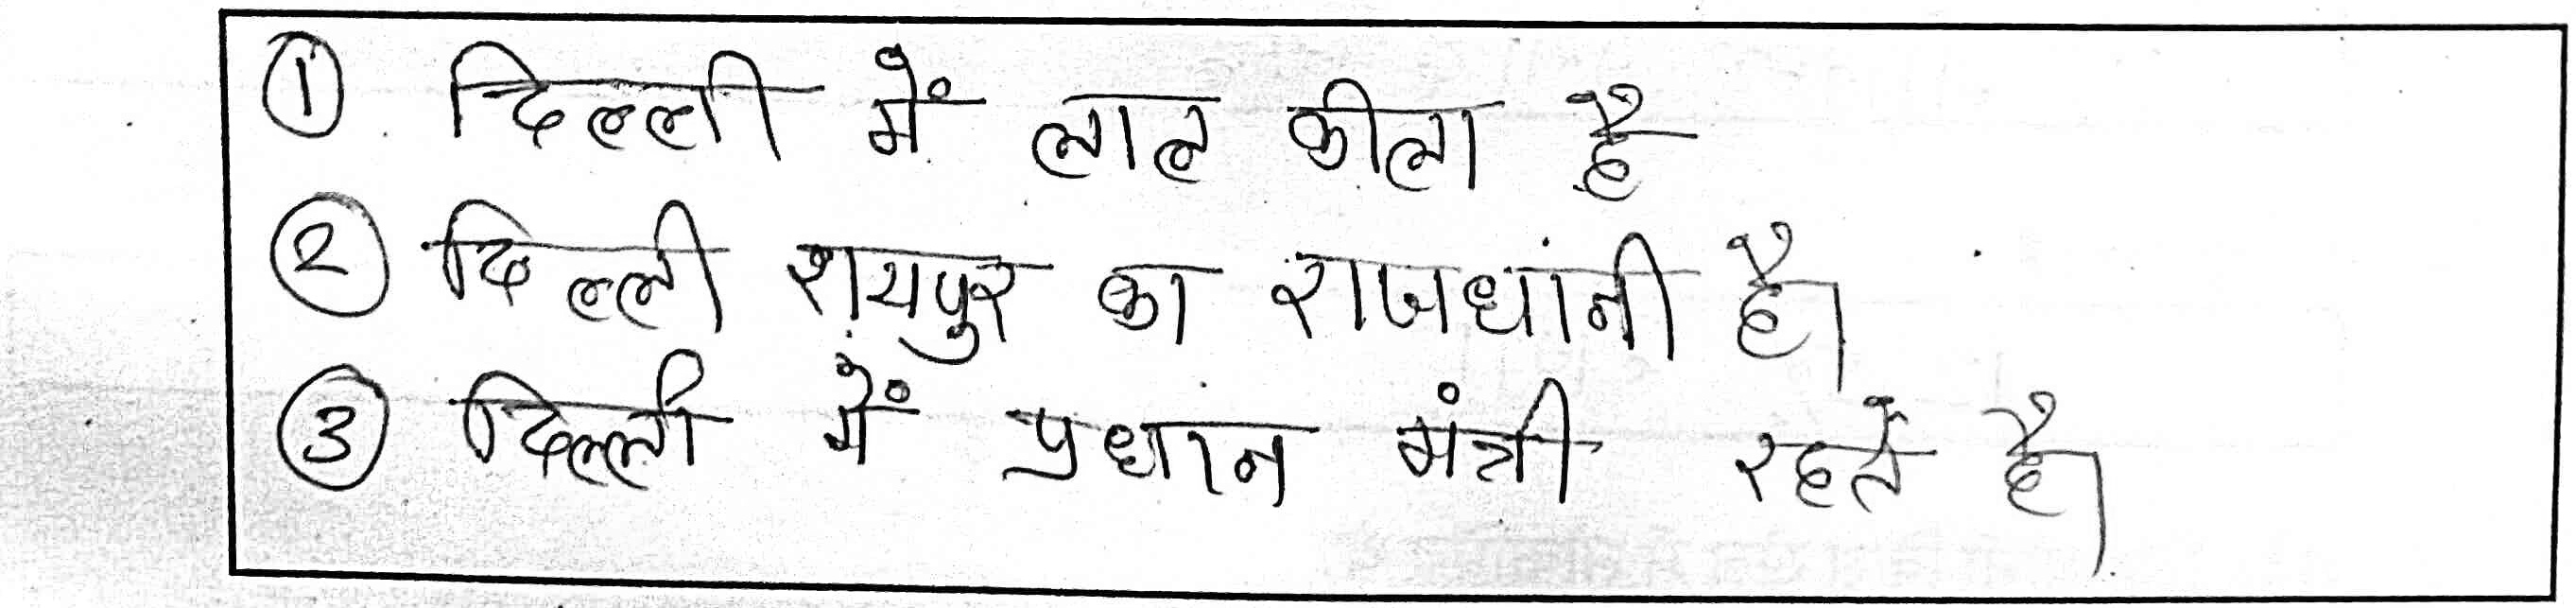 ① दिल्ली में लाल कीला है
② दिल्ली रायपुर का राजधांनी है।
③ दिल्ली में प्रधान मंत्री रहते है।